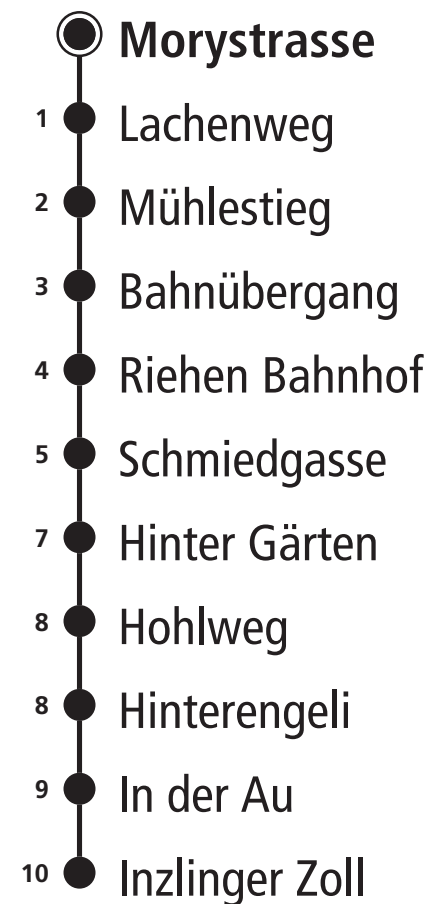 Morystrasse
1 Lachenweg
2 Mühlestieg
3 Bahnübergang
4 Riehen Bahnhof
5 Schmiedgasse
7 Hinter Gärten
8 Hohlweg
8 Hinterengeli
9 In der Au
10 Inzlinger Zoll